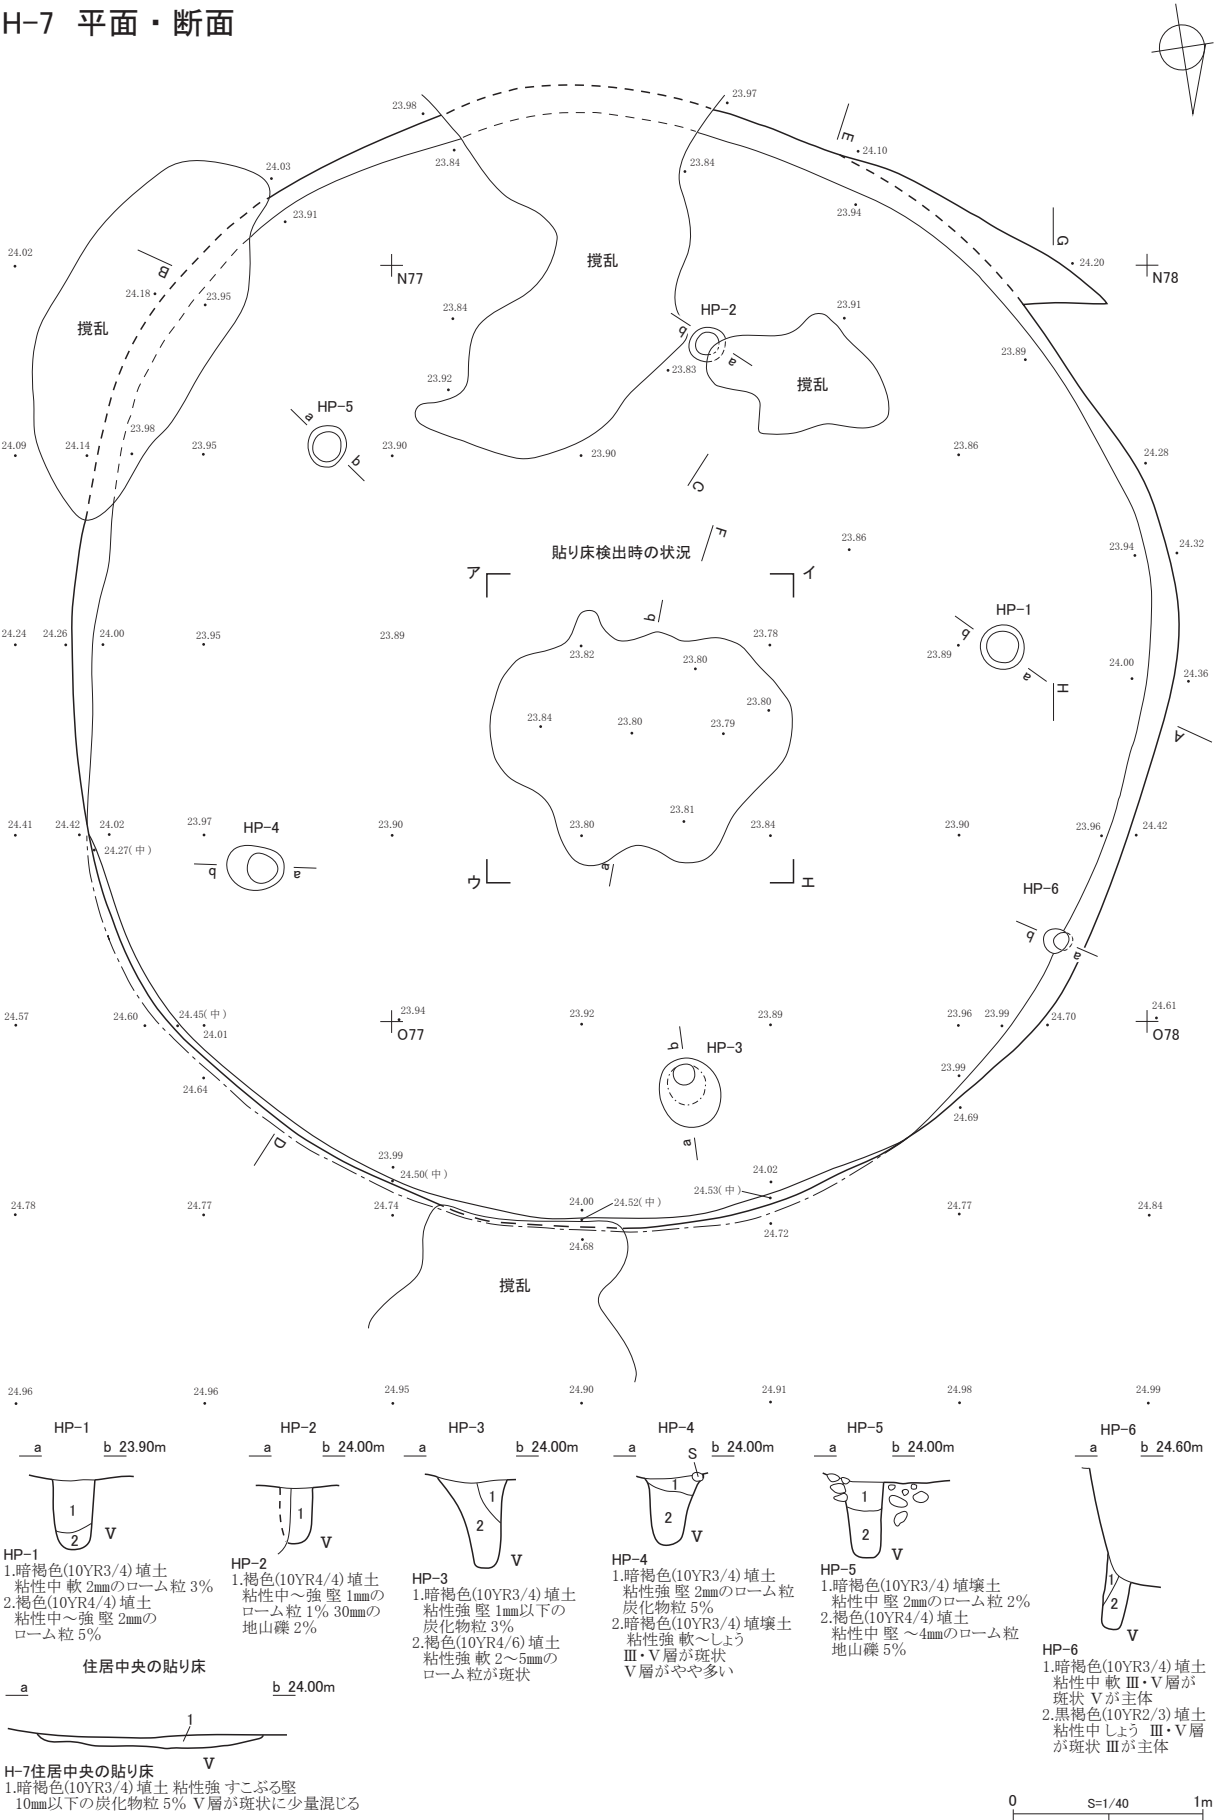 H-7 平面・断面
23.98
23.97
E
24.10
23.84
23.84
24.03
23.91
23.94
24.02
B
24.18
23.95
N77
撹乱
G
24.20
N78
撹乱
23.84
HP-2
23.91
b
a
23.89
23.92
23.83
撹乱
HP-5
a
b
23.98
24.09
24.14
23.95
23.90
23.90
23.86
24.28
C
F
貼り床検出時の状況
23.86
23.94
24.32
ア
イ
HP-1
b
a
24.24
24.26
24.00
23.95
23.89
b
23.82
23.80
23.78
23.89
24.00
24.36
H
23.84
23.80
23.79
23.80
A
24.41
24.42
24.02
23.97
HP-4
23.90
23.80
23.81
23.84
23.90
23.96
24.42
24.27(中)
b
a
a
ウ
エ
HP-6
b
a
24.57
24.60
24.45(中)
24.01
23.94
O77
23.92
23.89
23.96
23.99
24.70
24.61
O78
b
HP-3
a
24.64
23.99
24.69
D
23.99
24.50(中)
24.02
24.53(中)
24.00
24.52(中)
24.78
24.77
24.74
24.68
24.72
24.77
24.84
撹乱
24.96
24.96
24.95
24.90
24.91
24.98
24.99
HP-1
a b 23.90m
1
2
V
HP-1
1.暗褐色(10YR3/4)埴土
粘性中 軟 2㎜のローム粒 3%
2.褐色(10YR4/4)埴土
粘性中～強 堅 2㎜の
ローム粒 5%
HP-2
a b 24.00m
1
V
HP-2
1.褐色(10YR4/4)埴土
粘性中～強 堅 1㎜の
ローム粒 1% 30㎜の
地山礫 2%
HP-3
a b 24.00m
1
2
V
HP-3
1.暗褐色(10YR3/4)埴土
粘性強 堅 1㎜以下の
炭化物粒 3%
2.褐色(10YR4/6)埴土
粘性強 軟 2～5㎜の
ローム粒が斑状
HP-4
a b 24.00m
S
1
2
V
HP-4
1.暗褐色(10YR3/4)埴土
粘性強 堅 2㎜のローム粒
炭化物粒 5%
2.暗褐色(10YR3/4)埴壌土
粘性強 軟～しょう
Ⅲ・Ⅴ層が斑状
Ⅴ層がやや多い
HP-5
a b 24.00m
1
2
V
HP-5
1.暗褐色(10YR3/4)埴壌土
粘性中 堅 2㎜のローム粒 2%
2.褐色(10YR4/4)埴土
粘性中 堅 ～4㎜のローム粒
地山礫 5%
HP-6
a b 24.60m
1
2
V
HP-6
1.暗褐色(10YR3/4)埴土
粘性中 軟 Ⅲ・Ⅴ層が
斑状 Ⅴが主体
2.黒褐色(10YR2/3)埴土
粘性中 しょう Ⅲ・Ⅴ層
が斑状 Ⅲが主体
住居中央の貼り床
a b 24.00m
1
V
H-7住居中央の貼り床
1.暗褐色(10YR3/4)埴土 粘性強 すこぶる堅
10㎜以下の炭化物粒 5% Ⅴ層が斑状に少量混じる
0 S=1/40 1m